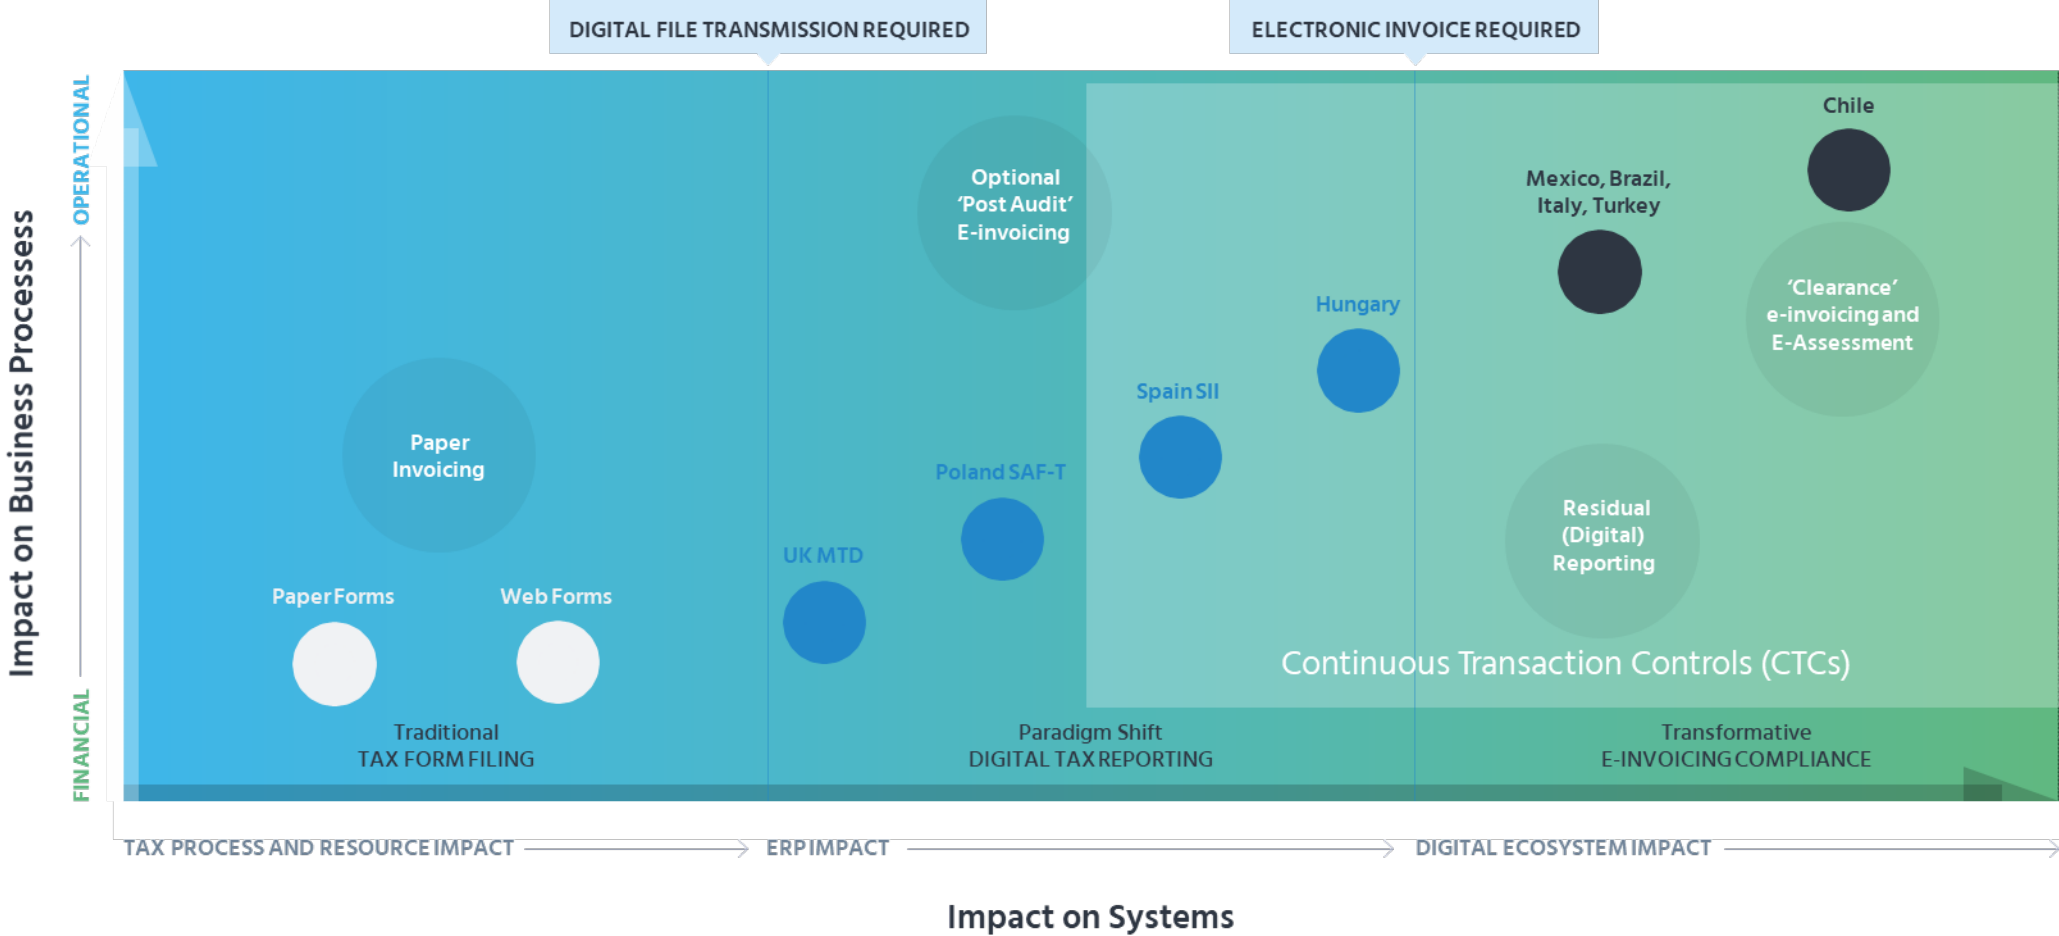 DIGITAL FILE TRANSMISSION REQUIRED
ELECTRONIC INVOICE REQUIRED
Impact on Business Processess
OPERATIONAL
FINANCIAL
Chile
Optional
‘Post Audit’
E-invoicing
Mexico, Brazil,
Italy, Turkey
‘Clearance’
e-invoicing and
E-Assessment
Hungary
Spain SII
Paper
Invoicing
Poland SAF-T
Residual
(Digital)
Reporting
UK MTD
Paper Forms
Web Forms
Continuous Transaction Controls (CTCs)
Traditional
TAX FORM FILING
Paradigm Shift
DIGITAL TAX REPORTING
Transformative
E-INVOICING COMPLIANCE
TAX PROCESS AND RESOURCE IMPACT
ERP IMPACT
DIGITAL ECOSYSTEM IMPACT
Impact on Systems